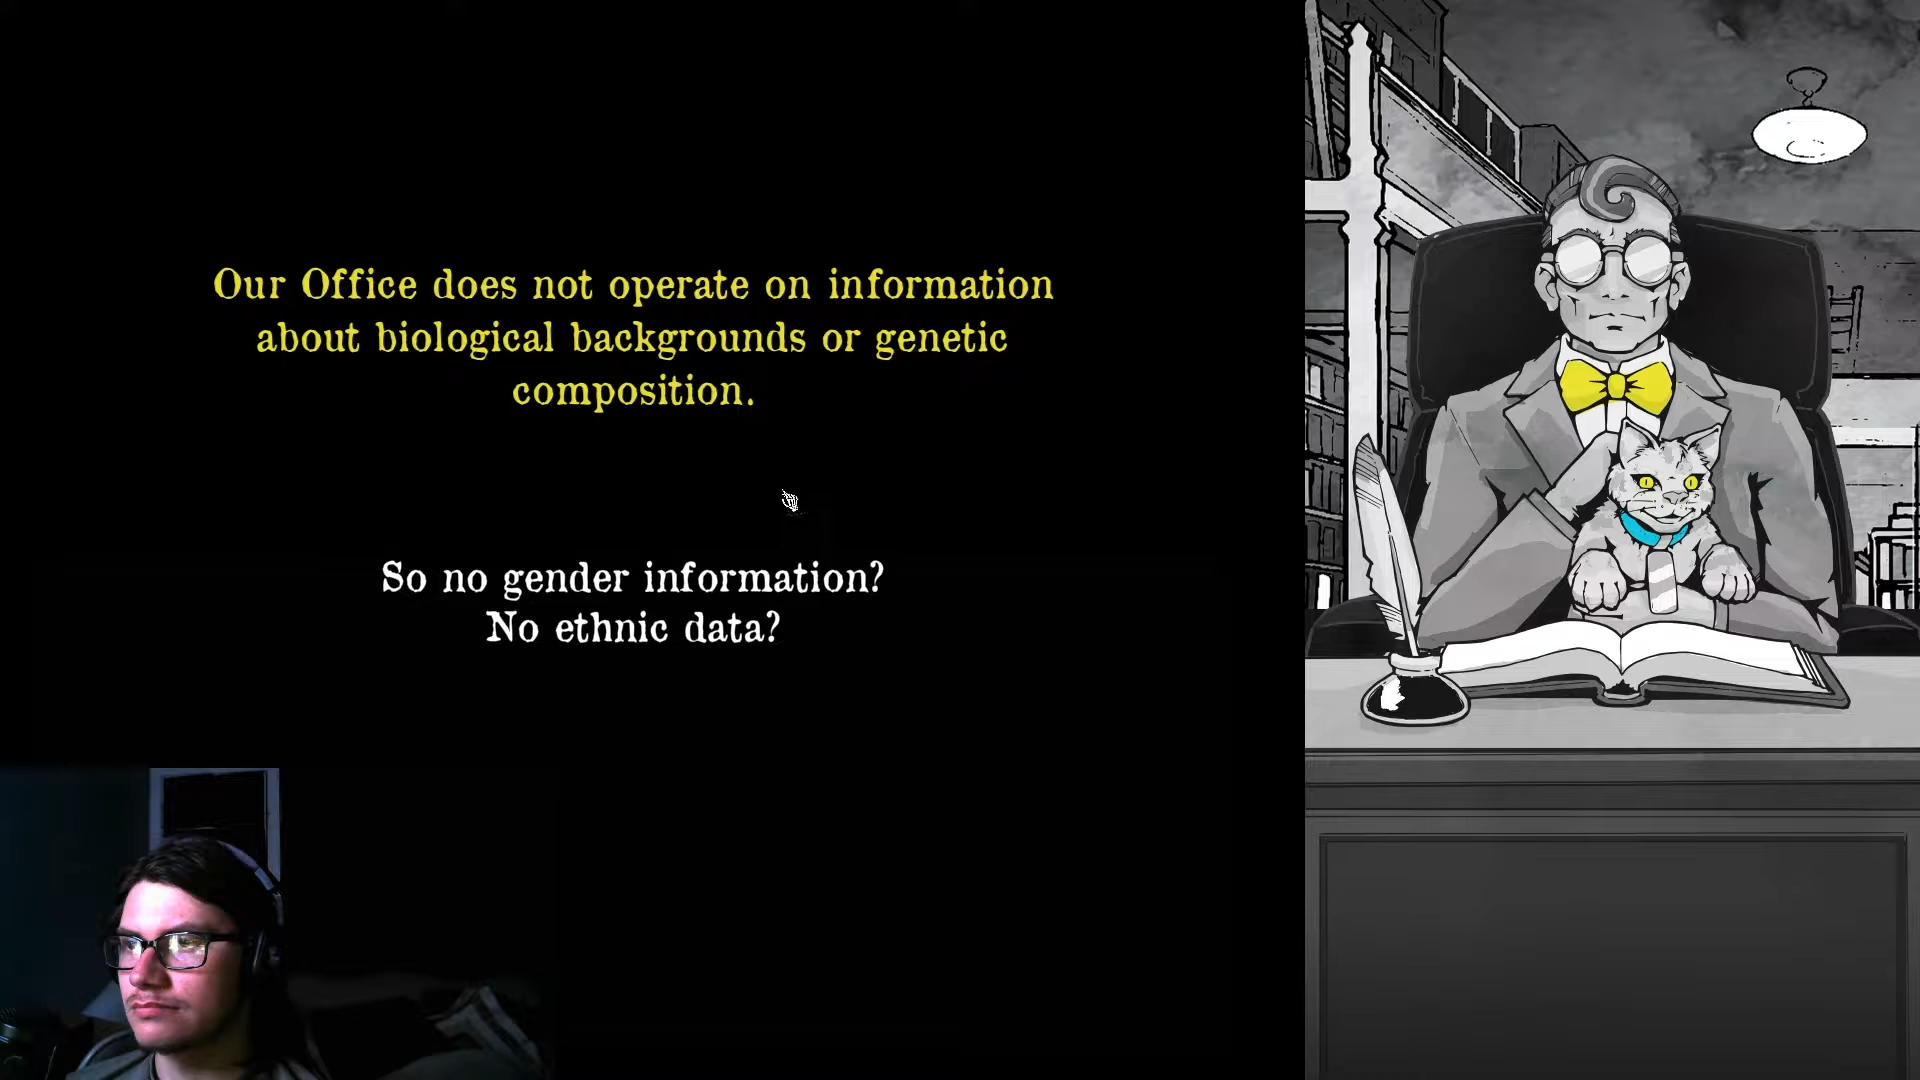 Our Office does not operate on information
about biological backgrounds or genetic
composition.
So no gender information?
No ethnic data?